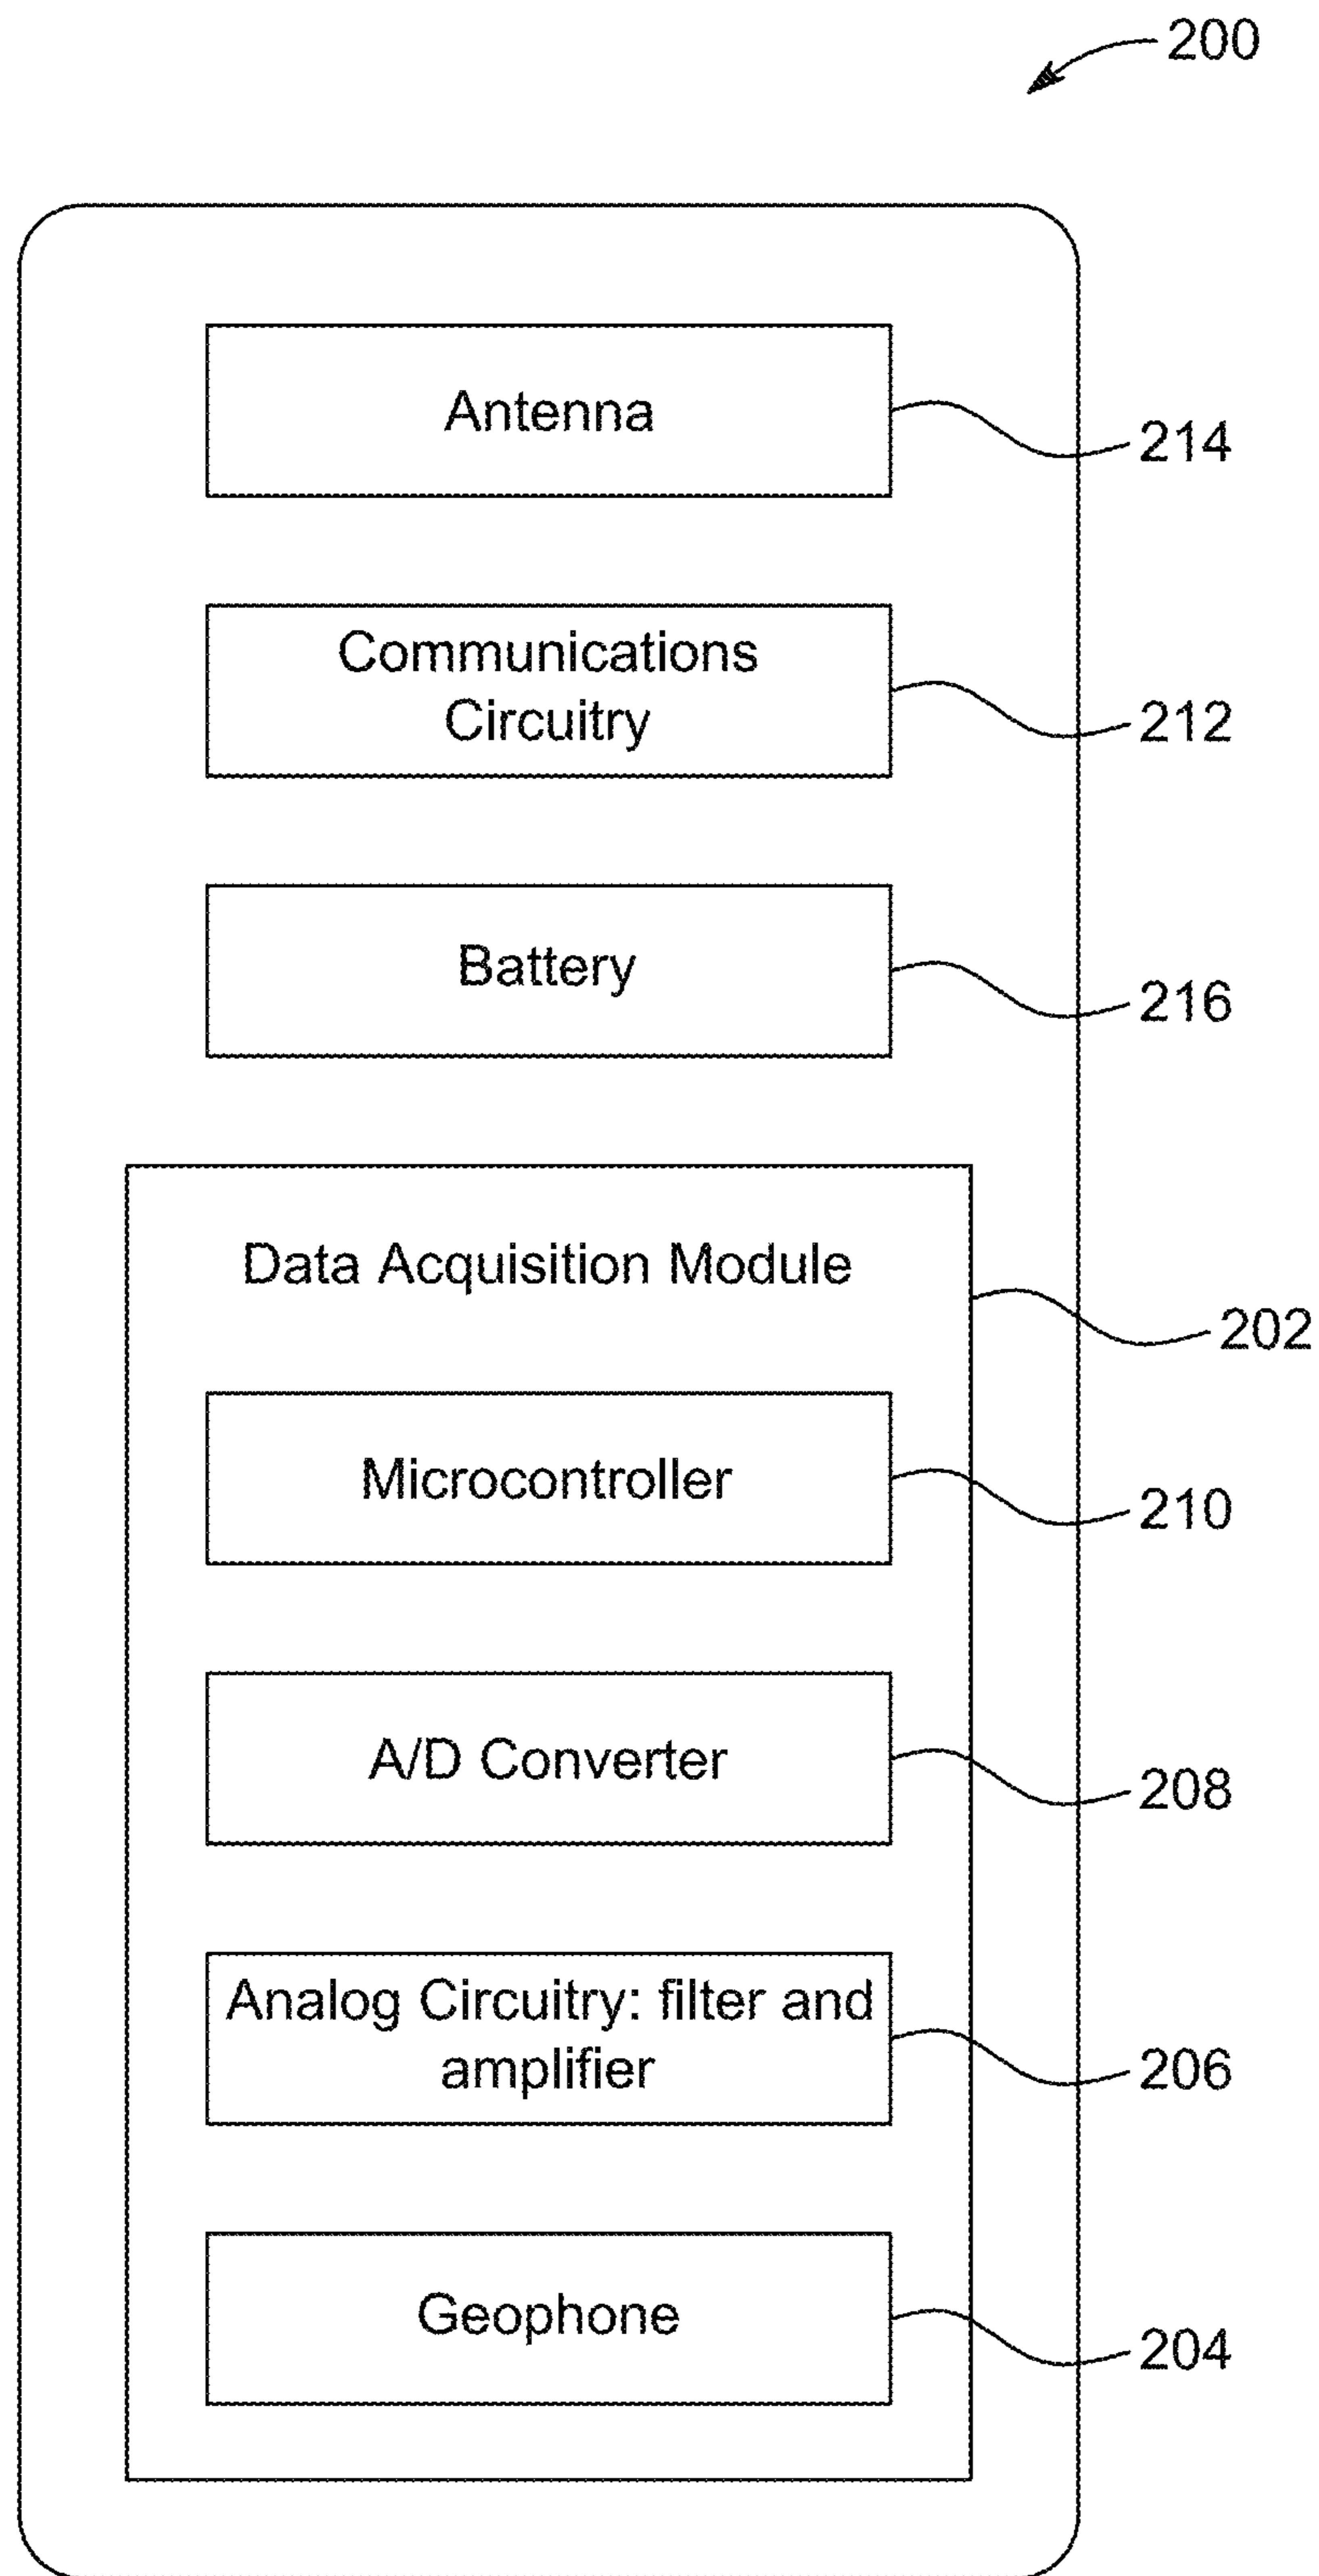 200
Antenna
214
Communications
Circuitry
212
Battery
216
Data Acquisition Module
202
Microcontroller
210
A/D Converter
208
Analog Circuitry: filter and
amplifier
206
Geophone
204